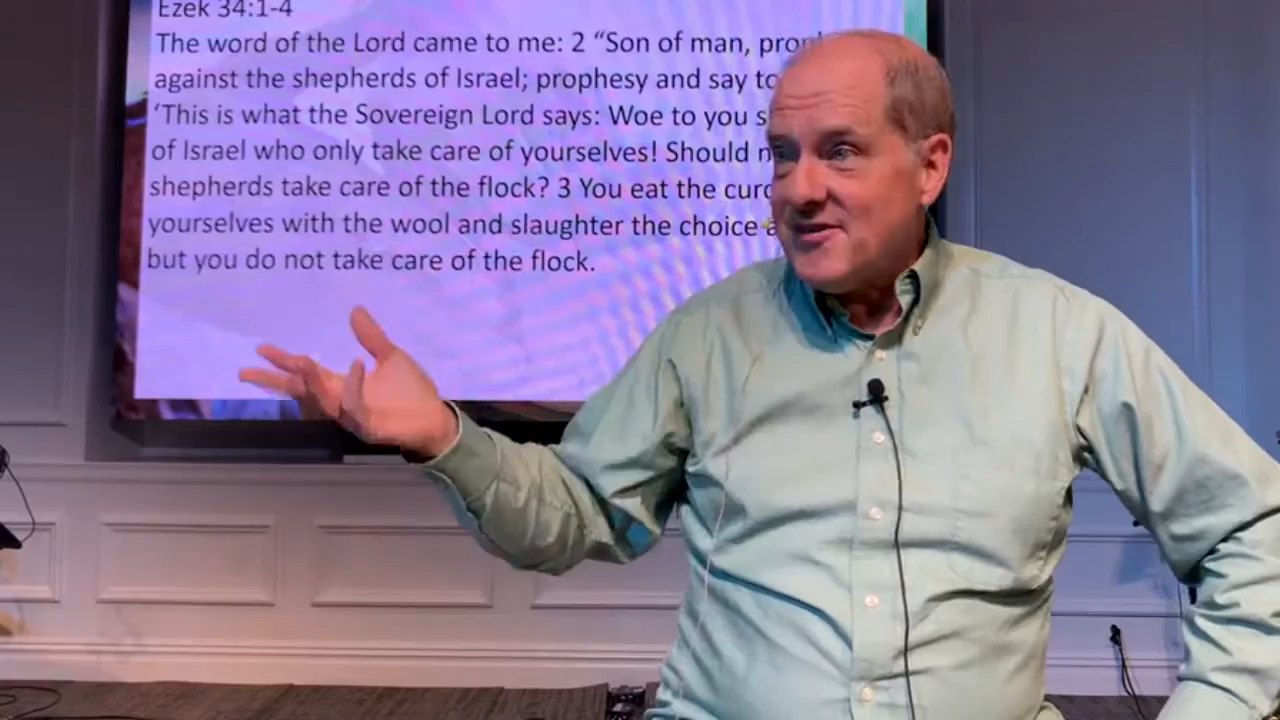 Ezek 34:1-4
The word of the Lord came to me: 2 “Son of man,
against the shepherds of Israel; prophesy and say to
‘This is what the Sovereign Lord says: Woe to you
of Israel who only take care of yourselves! Should
shepherds take care of the flock? 3 You eat the
yourselves with the wool and slaughter the choice
but you do not take care of the flock.